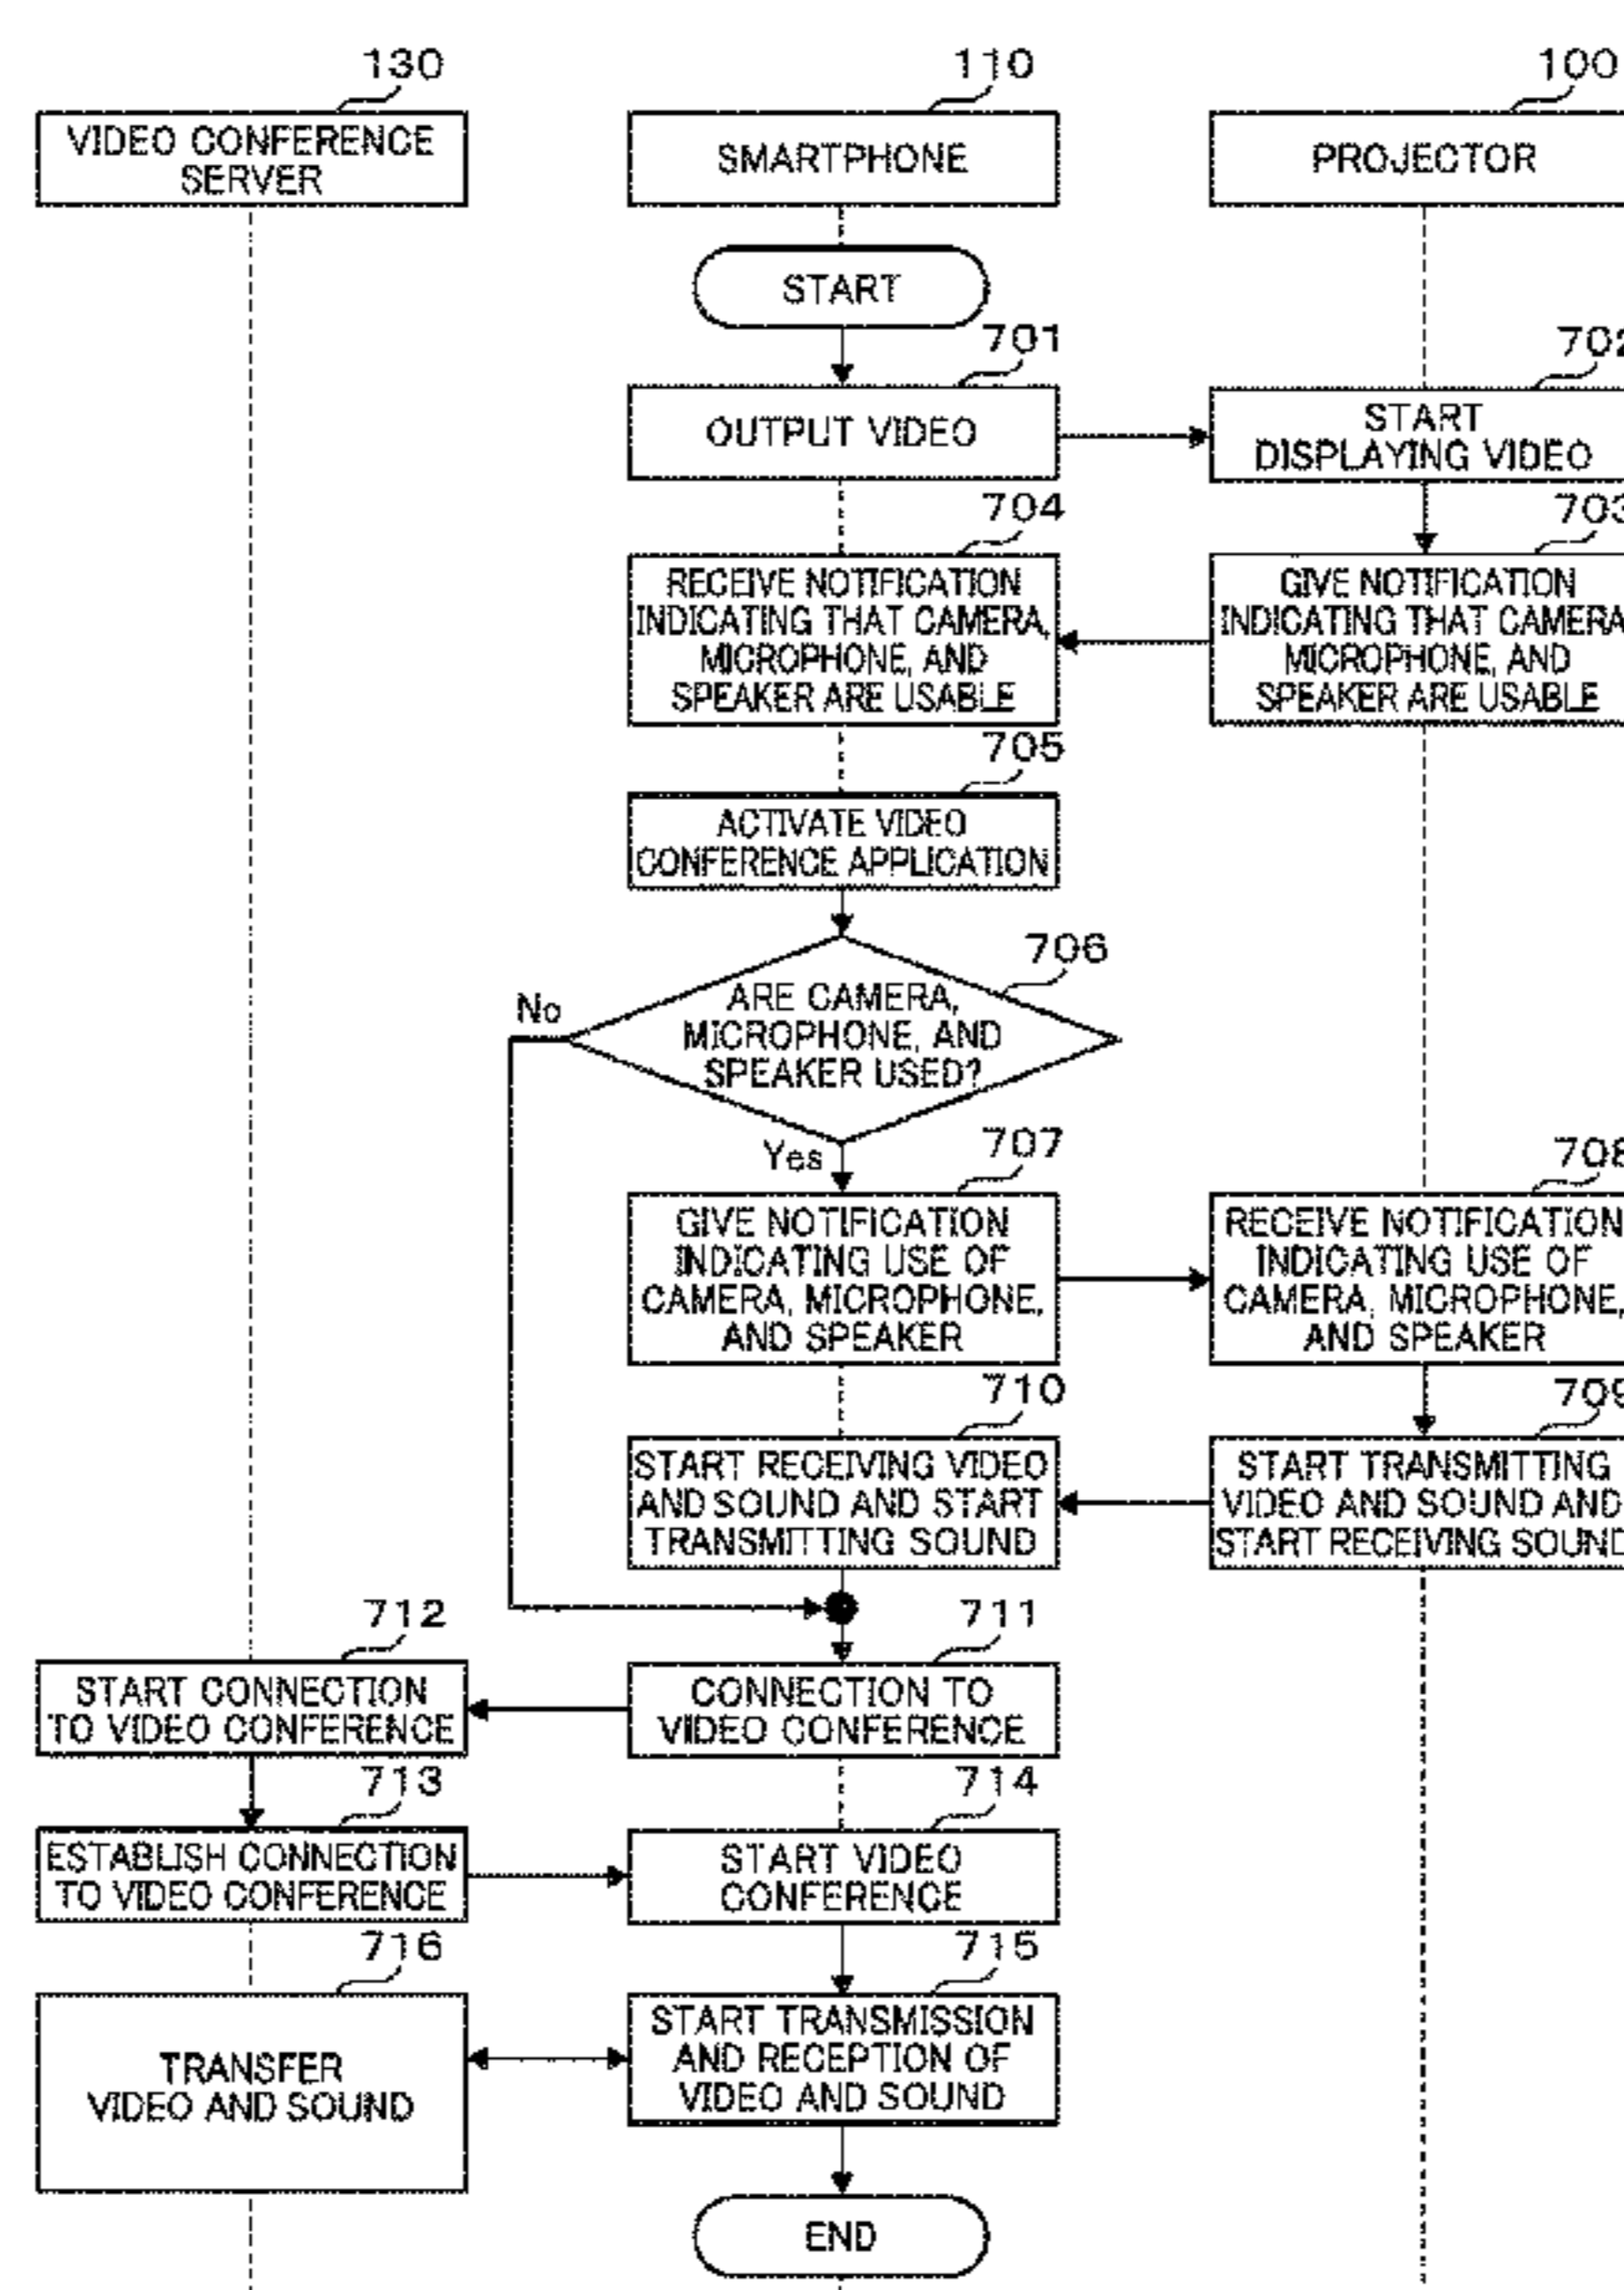 130
110
100
VIDEO CONFERENCE
SERVER
SMARTPHONE
PROJECTOR
START
701
702
OUTPUT VIDEO
START
DISPLAYING VIDEO
704
703
RECEIVE NOTIFICATION
INDICATING THAT CAMERA,
MICROPHONE, AND
SPEAKER ARE USABLE
GIVE NOTIFICATION
INDICATING THAT CAMERA
MICROPHONE, AND
SPEAKER ARE USABLE
705
ACTIVATE VIDEO
CONFERENCE APPLICATION
706
No
ARE CAMERA,
MICROPHONE, AND
SPEAKER USED?
Yes
707
708
GIVE NOTIFICATION
INDICATING USE OF
CAMERA, MICROPHONE,
AND SPEAKER
RECEIVE NOTIFICATION
INDICATING USE OF
CAMERA, MICROPHONE,
AND SPEAKER
710
709
START RECEIVING VIDEO
AND SOUND AND START
TRANSMITTING SOUND
START TRANSMITTING
VIDEO AND SOUND AND
START RECEIVING SOUND
712
711
START CONNECTION
TO VIDEO CONFERENCE
CONNECTION TO
VIDEO CONFERENCE
713
714
ESTABLISH CONNECTION
TO VIDEO CONFERENCE
START VIDEO
CONFERENCE
716
715
TRANSFER
VIDEO AND SOUND
START TRANSMISSION
AND RECEPTION OF
VIDEO AND SOUND
END